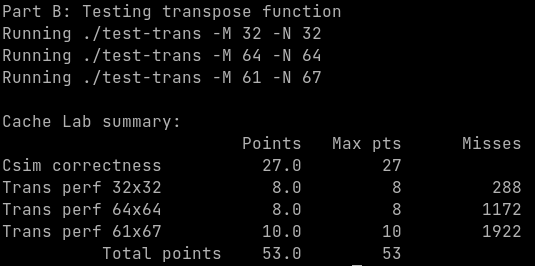 Part B: Testing transpose function
Running ./test-trans -M 32 -N 32
Running ./test-trans -M 64 -N 64
Running ./test-trans -M 61 -N 67

Cache Lab summary:
                        Points   Max pts      Misses
Csim correctness          27.0        27
Trans perf 32x32           8.0         8         288
Trans perf 64x64           8.0         8        1172
Trans perf 61x67          10.0        10        1922
          Total points    53.0        53